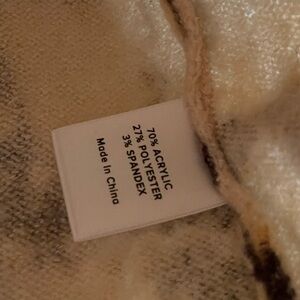 70% ACRYLIC
27% POLYESTER
3% SPANDEX
Made In China